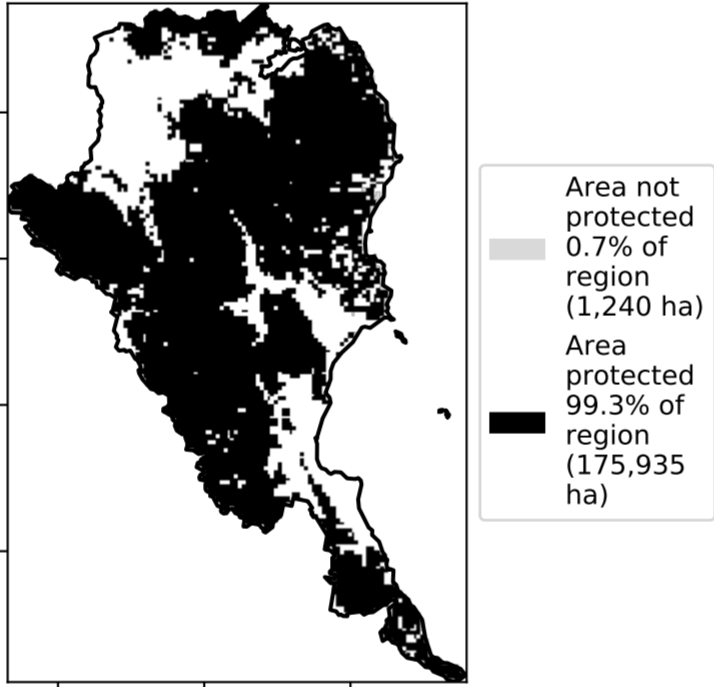 Area not
protected
0.7% of
region
(1,240 ha)
Area
protected
99.3% of
region
(175,935
ha)